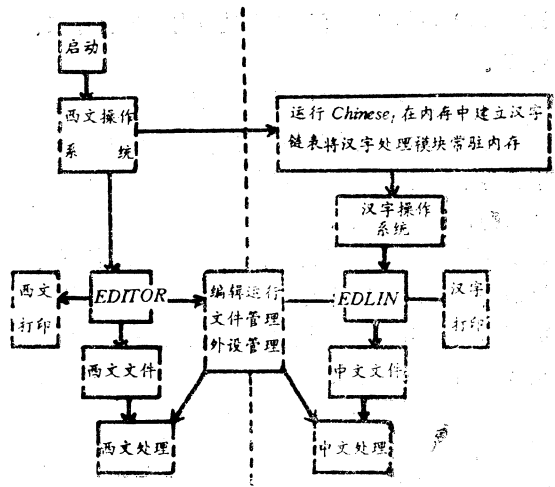 启动
西文操作
系统
运行 Chinese, 在内存中建立汉字
链表将汉字处理模块常驻内存
汉字操作
系统
西文
打印
EDITOR
编辑运行
文件管理
外设管理
EDLIN
汉字
打印
西文文件
中文文件
西文处理
中文处理